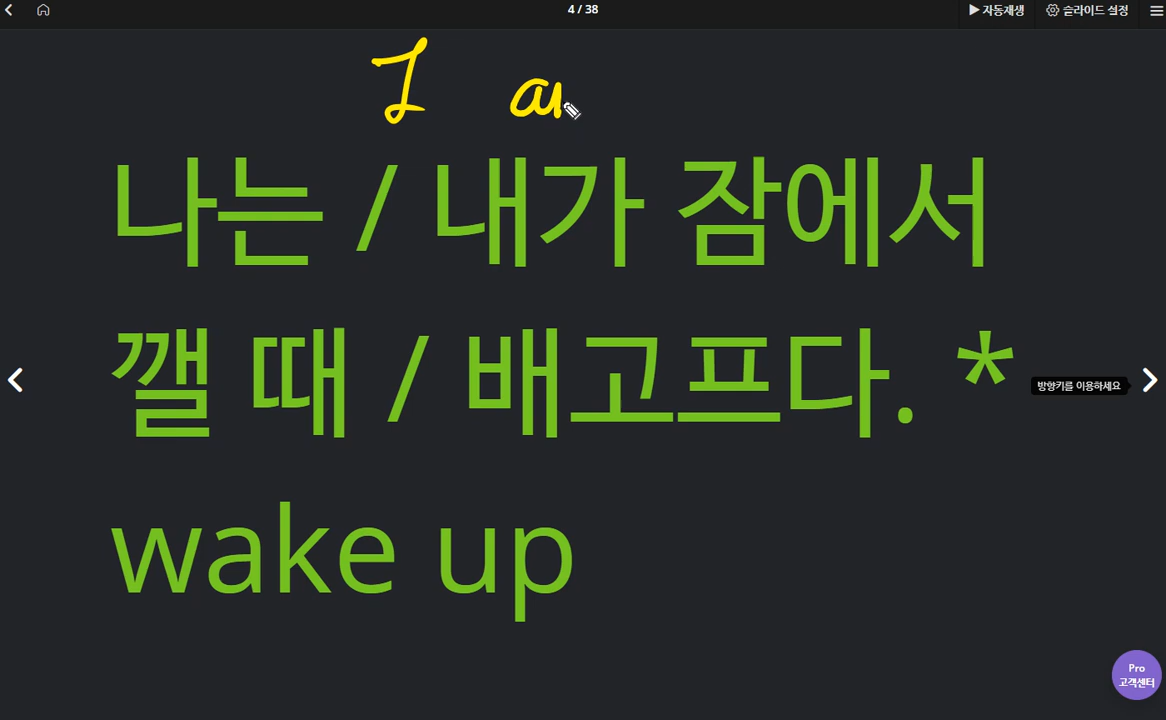 4 / 38
▶ 자동재생
슬라이드 설정
I
나는 / 내가 잠에서
깰 때 / 배고프다. *
방향키를 이용하세요
wake up
Pro
고객센터